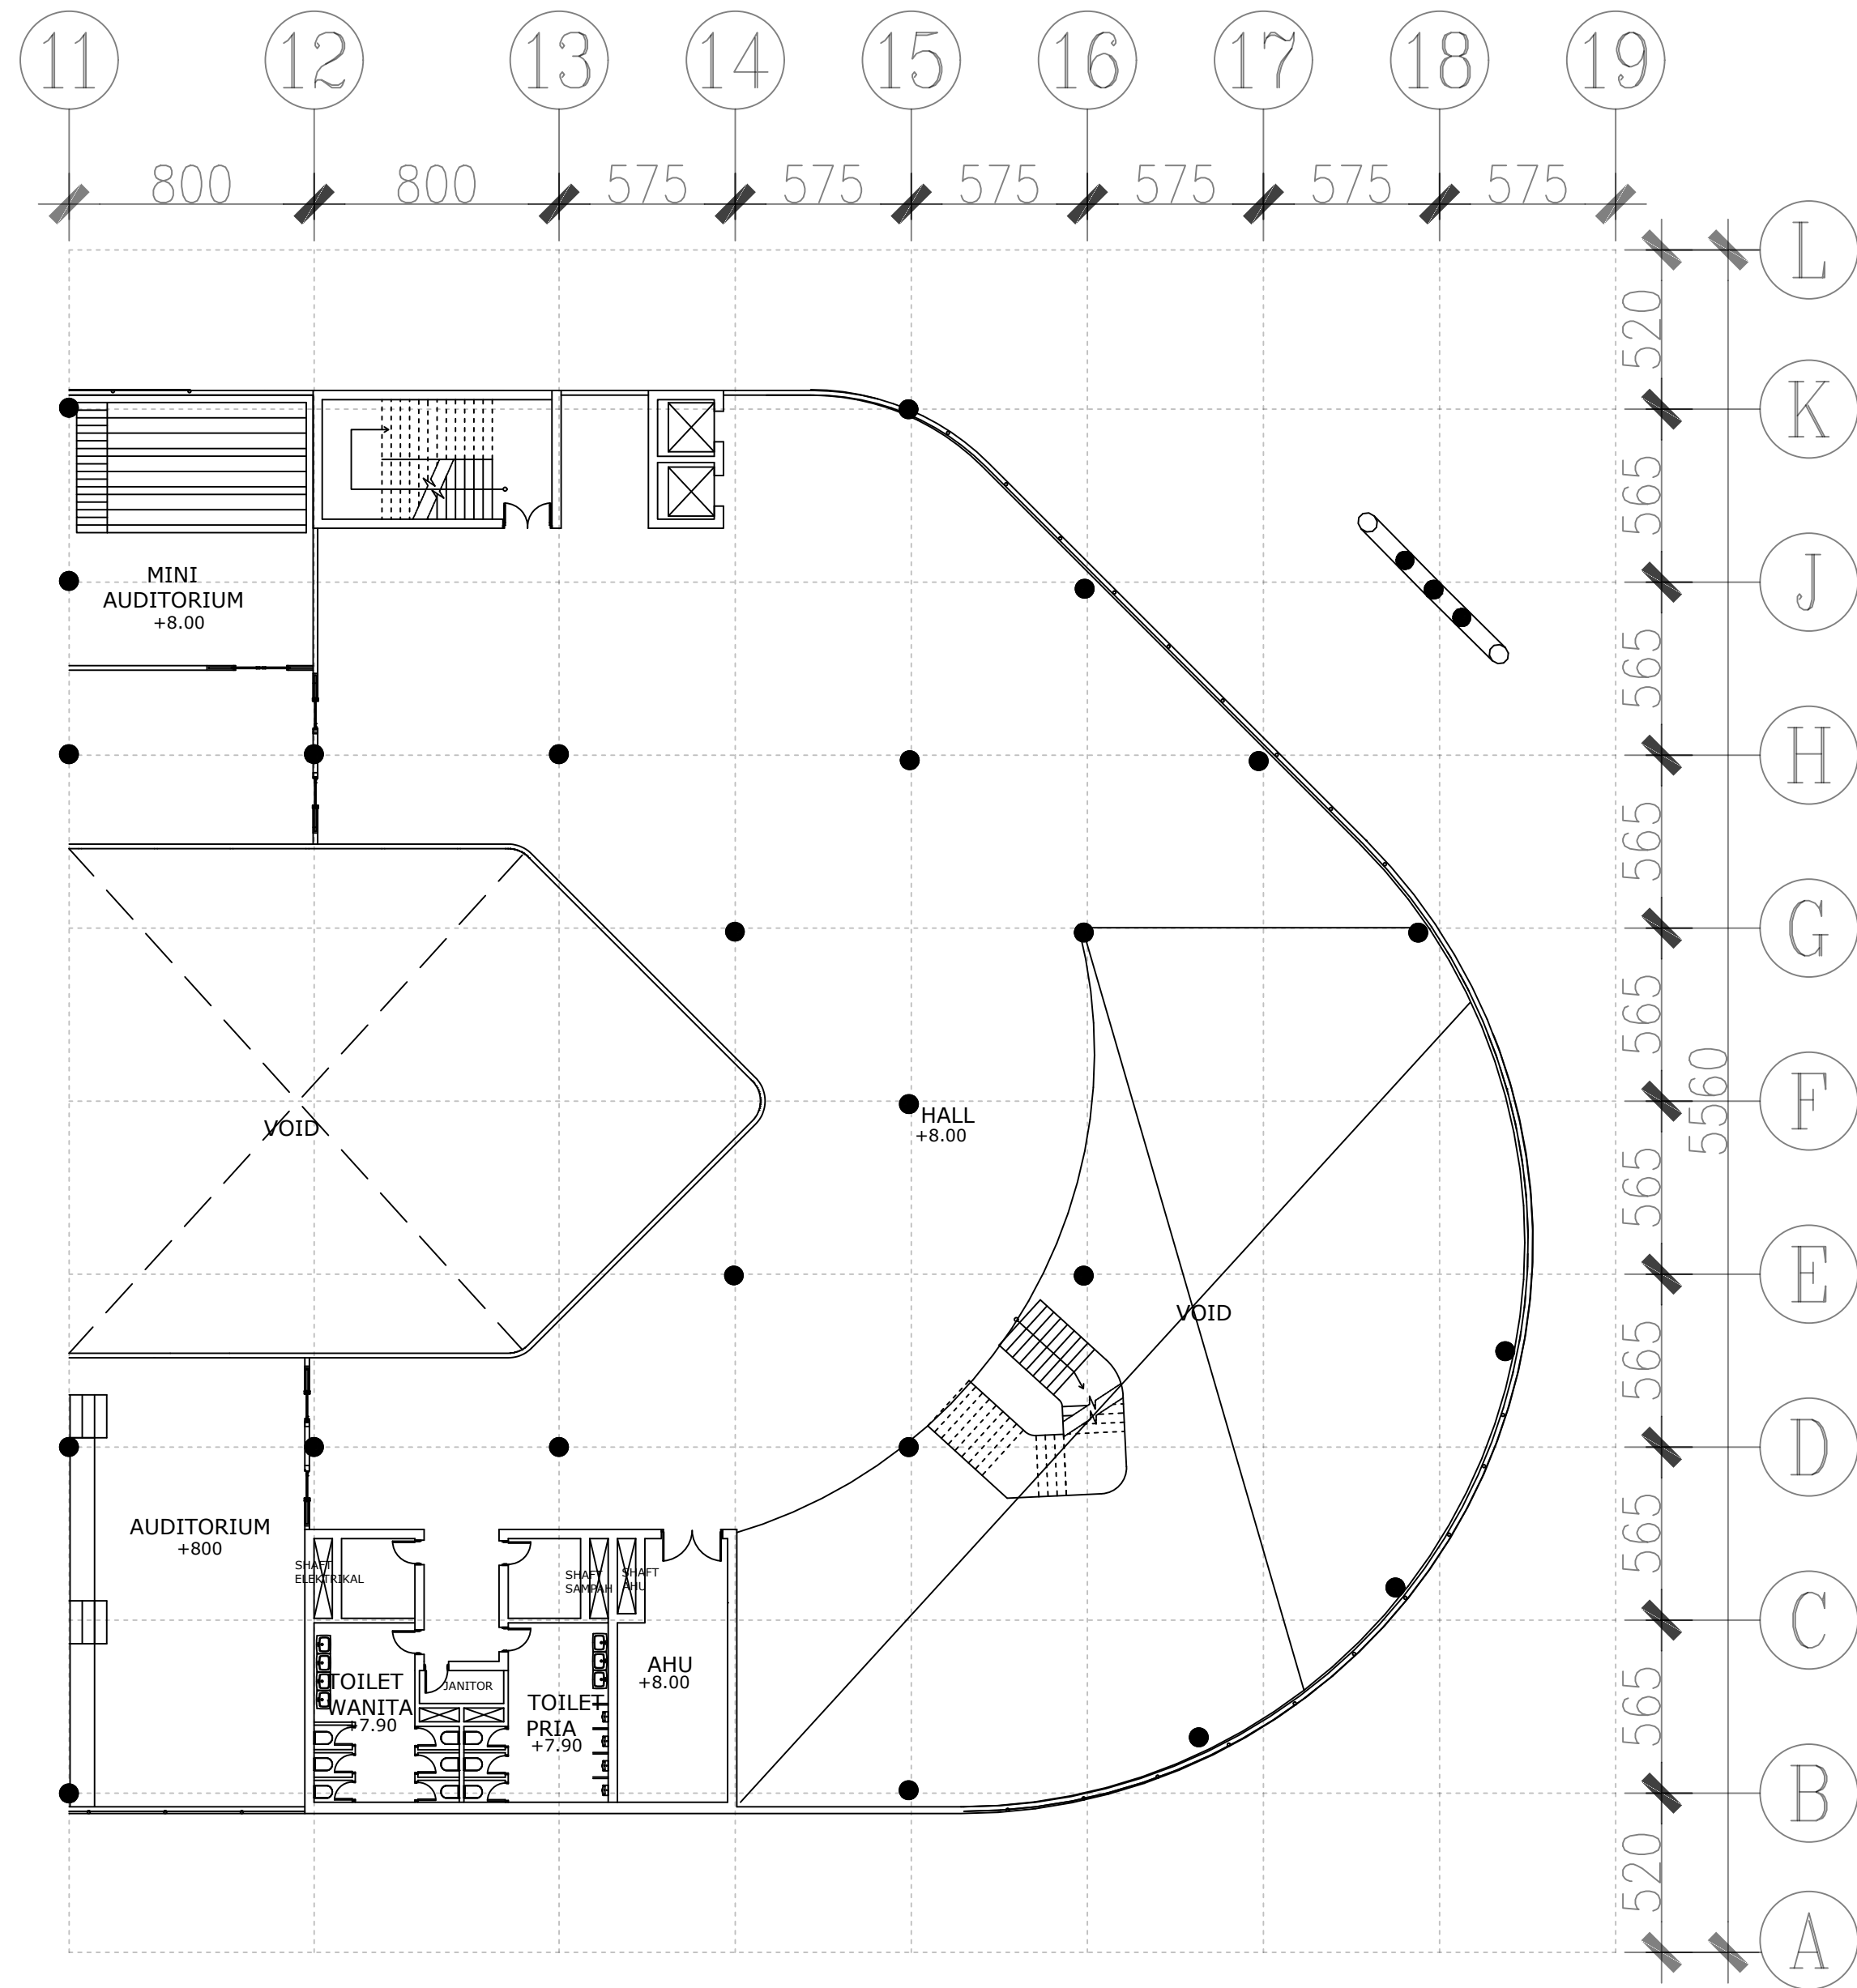 11 12 13 14 15 16 17 18 19
800 800 575 575 575 575 575 575
L
520
K
565
J
565
H
565
G
565
F
5560
565
E
565
D
565
C
565
B
520
A
MINI
AUDITORIUM
+8.00
VOID
HALL
+8.00
VOID
AUDITORIUM
+800
SHAFT
ELEKTRIKAL
SHAFT
SAMPAH
SHAFT
AHU
TOILET
WANITA
+7.90
JANITOR
TOILET
PRIA
+7.90
AHU
+8.00